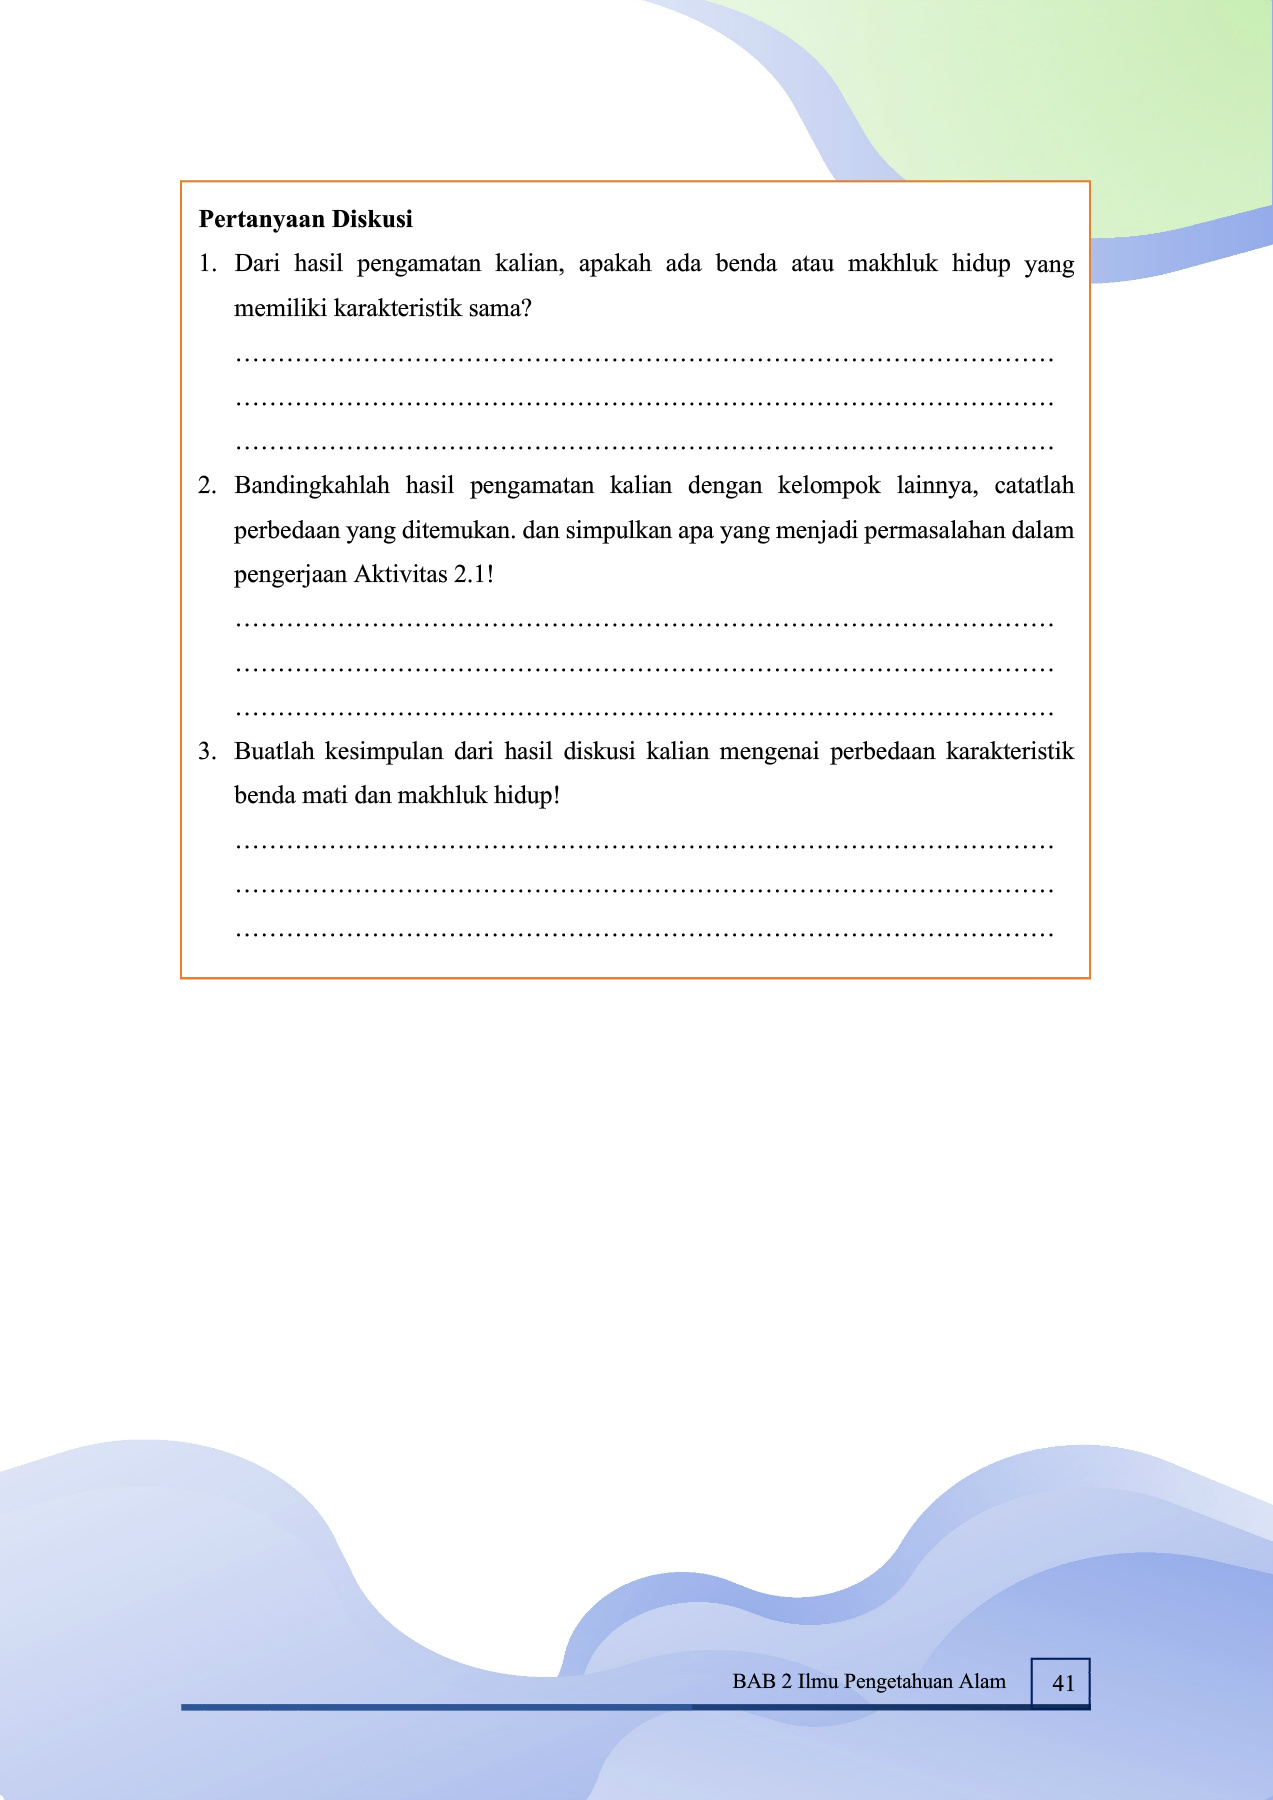 Pertanyaan Diskusi
1. Dari hasil pengamatan kalian, apakah ada benda atau makhluk hidup yang
memiliki karakteristik sama?
………………………………………………………………………………………
………………………………………………………………………………………
………………………………………………………………………………………
2. Bandingkahlah hasil pengamatan kalian dengan kelompok lainnya, catatlah
perbedaan yang ditemukan. dan simpulkan apa yang menjadi permasalahan dalam
pengerjaan Aktivitas 2.1!
………………………………………………………………………………………
………………………………………………………………………………………
………………………………………………………………………………………
3. Buatlah kesimpulan dari hasil diskusi kalian mengenai perbedaan karakteristik
benda mati dan makhluk hidup!
………………………………………………………………………………………
………………………………………………………………………………………
………………………………………………………………………………………
BAB 2 Ilmu Pengetahuan Alam 41